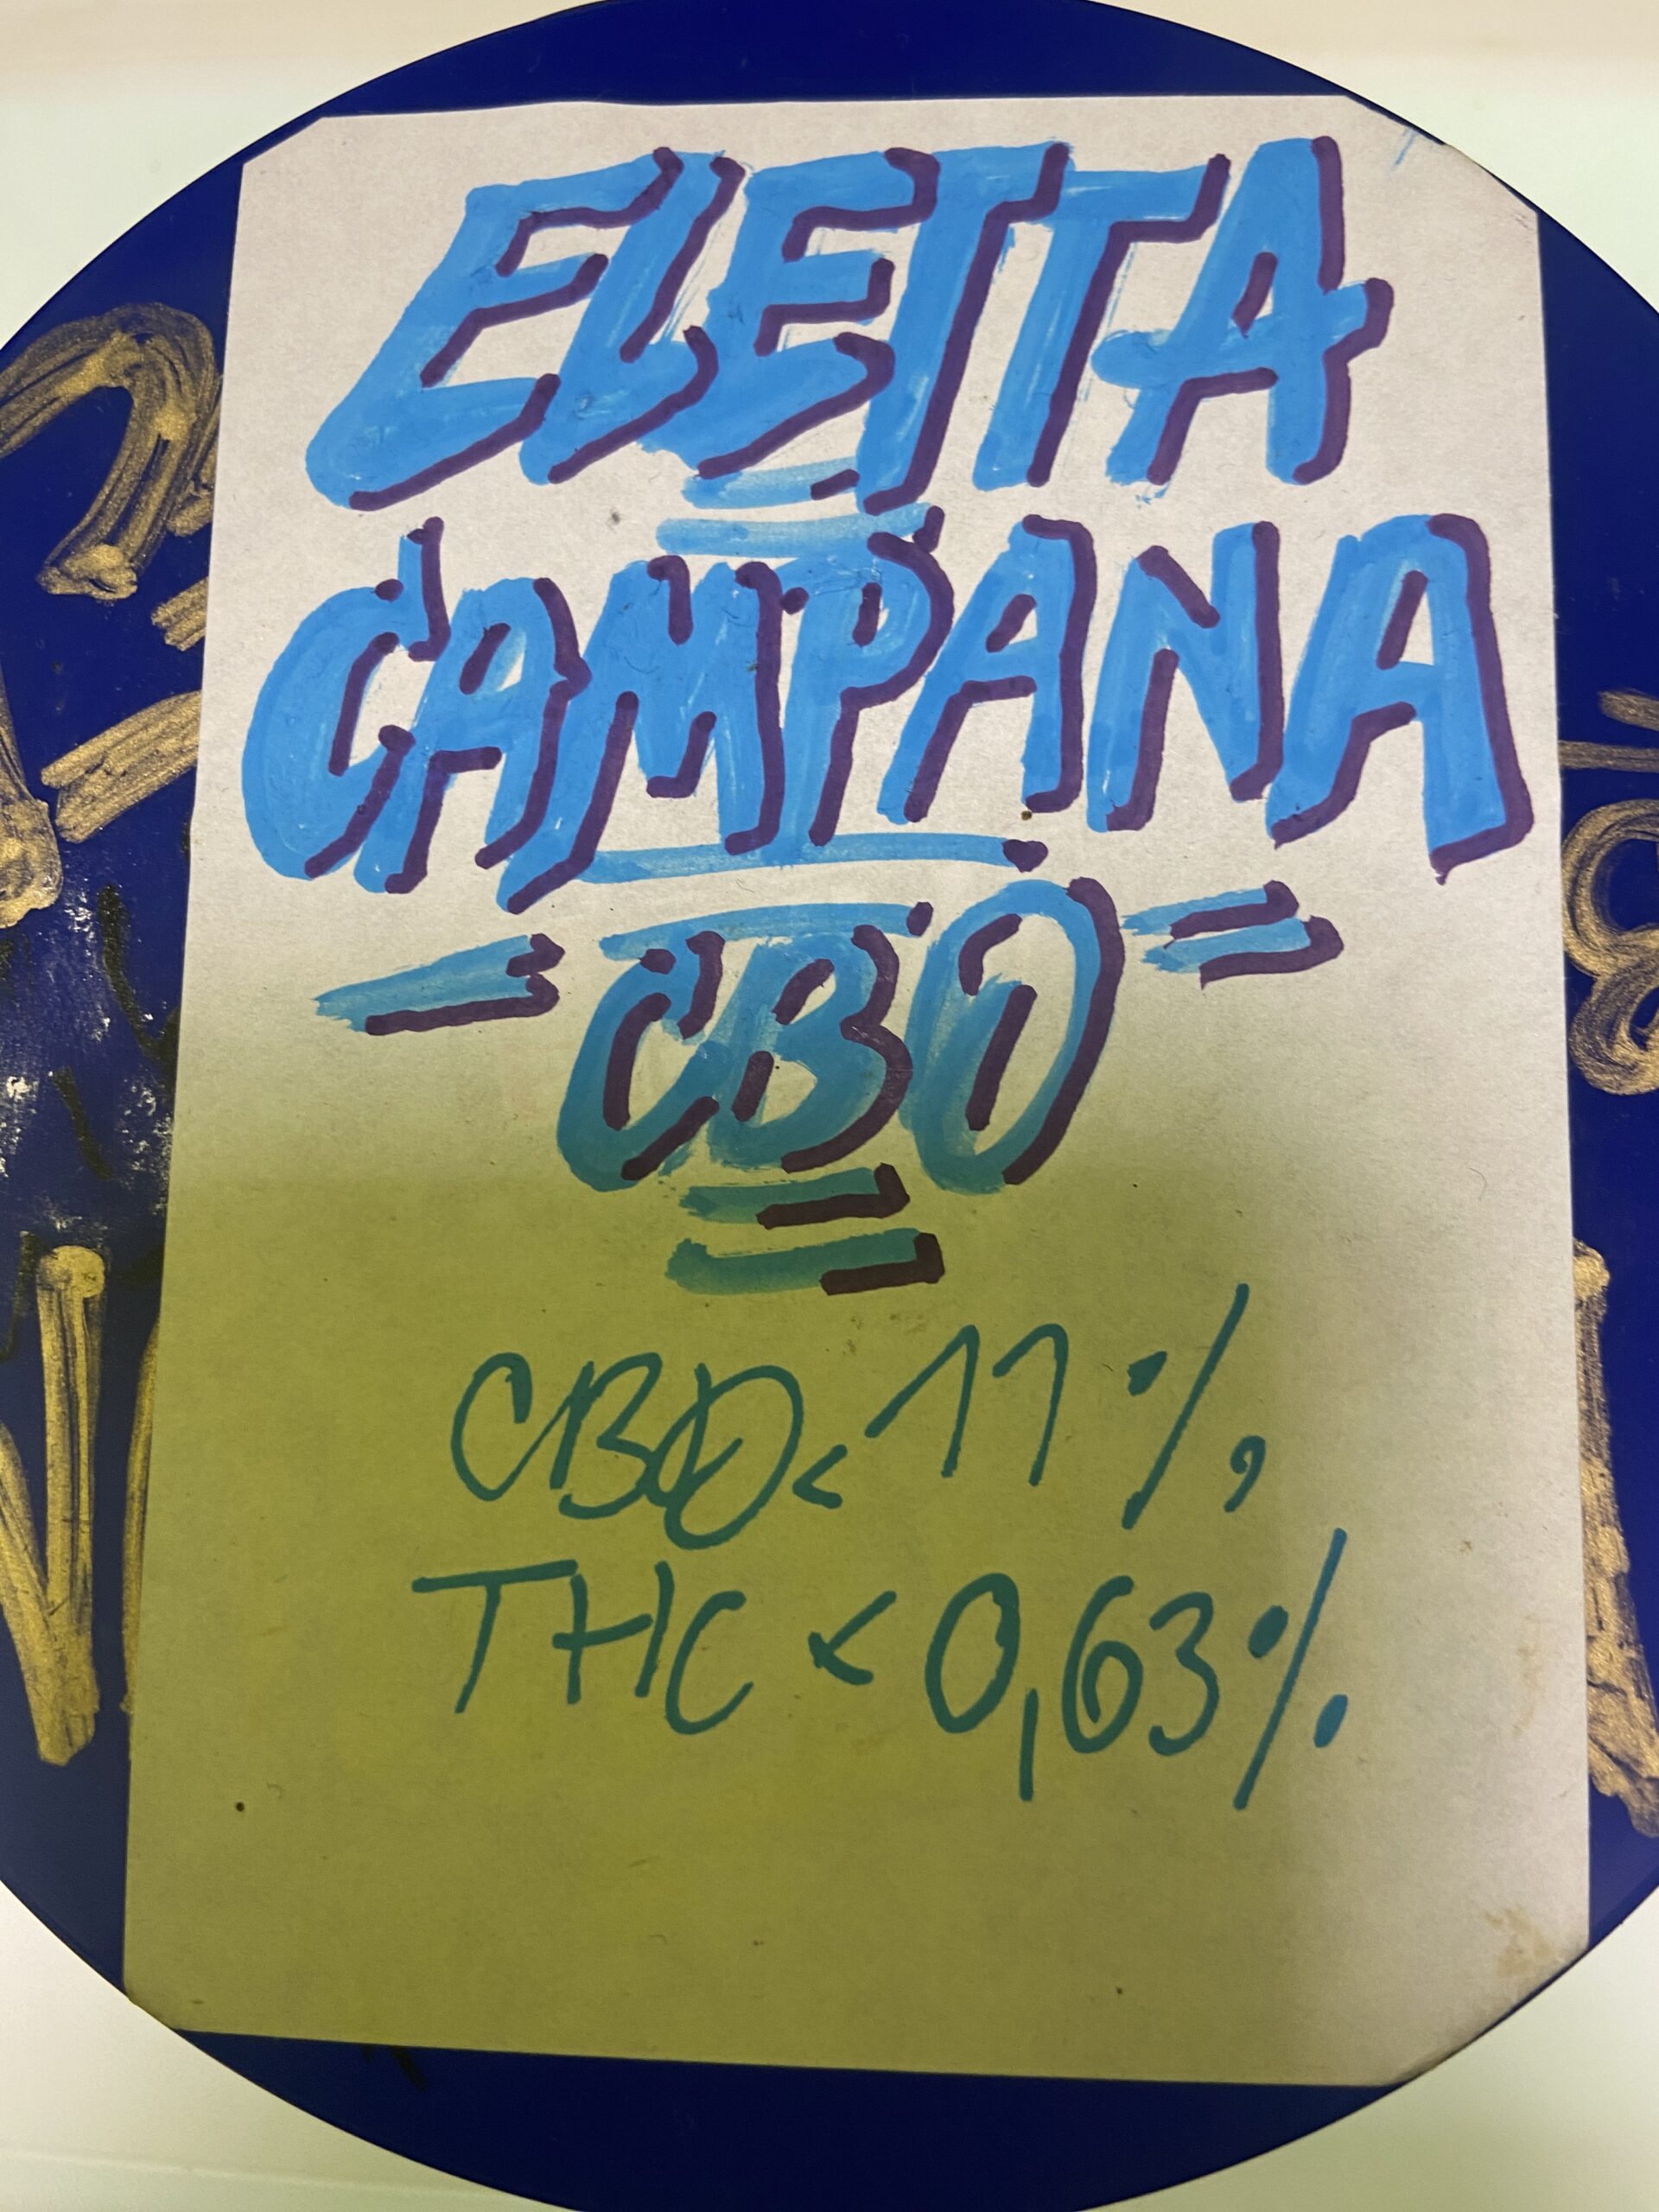 ELETTA
CAMPANA
CBD
CBD < 11%,
THC < 0,63%